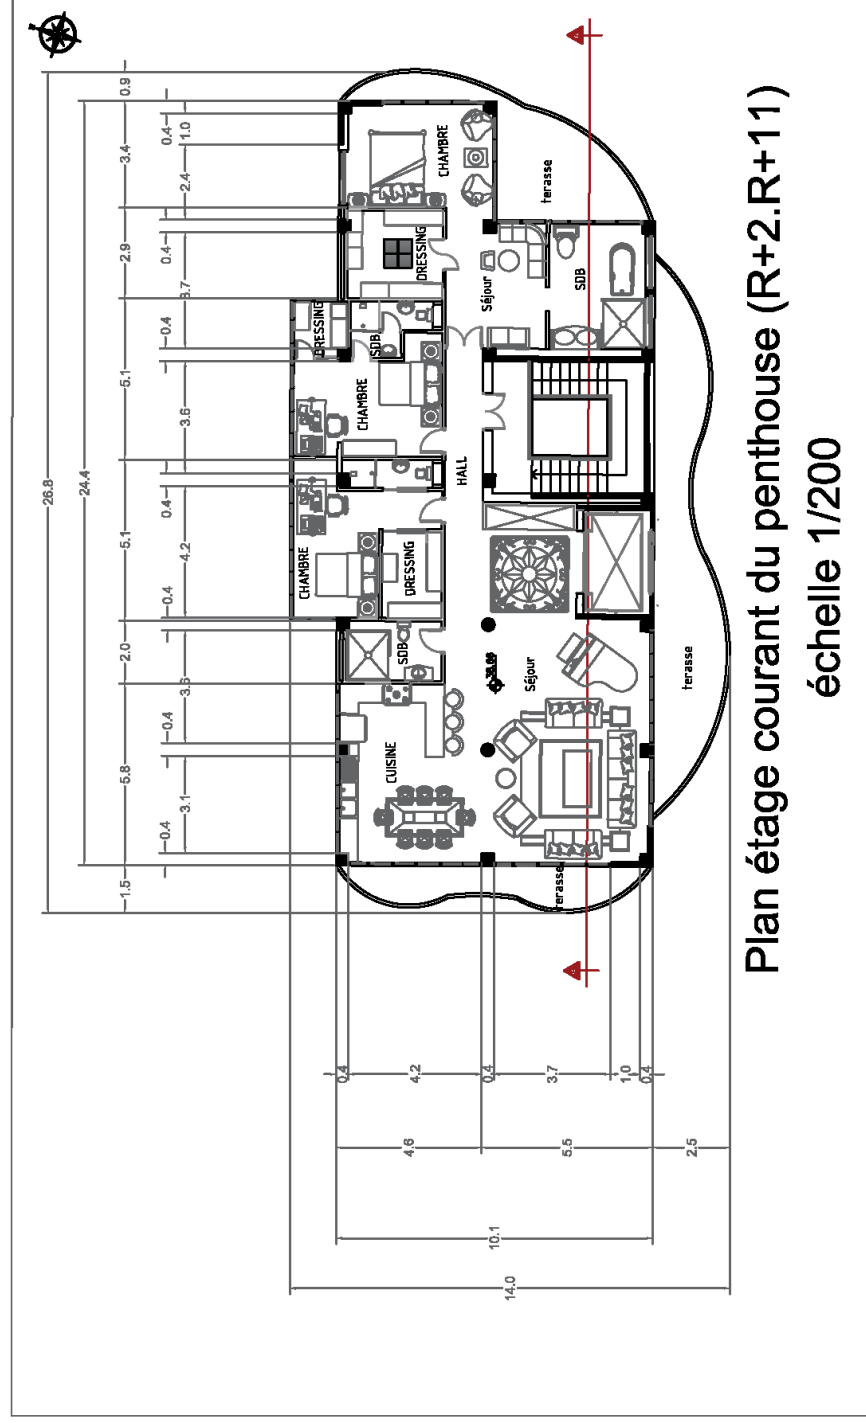 26.8
24.4
1.5 5.8 2.0 5.1 5.1 2.9 3.4 0.9
0.4 0.4 0.4 0.4 0.4 0.4 0.4
3.1 4.2 3.6 3.7 2.4 1.0
14.0
10.1
4.6
5.5
2.5
0.4
4.2
0.4
3.7
1.0
0.4
CHAMBRE
DRESSING
CHAMBRE
SDB
CUISINE
SDB
DRESSING
DRESSING
CHAMBRE
HALL
Séjour
Séjour
terasse
terasse
SDB
terasse
Plan étage courant du penthouse (R+2.R+11)
échelle 1/200